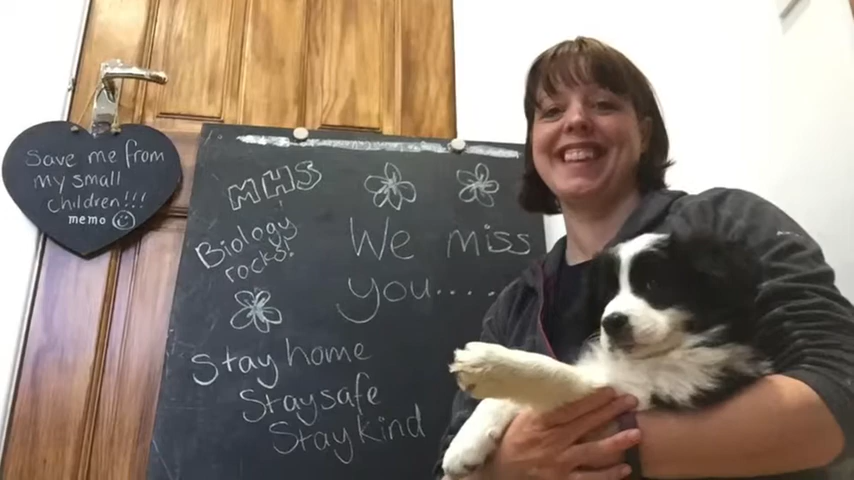 Save me from
my small
children!!!
memo
MHS
Biology
rocks!
We miss
you.....
Stay home
Stay safe
Stay kind